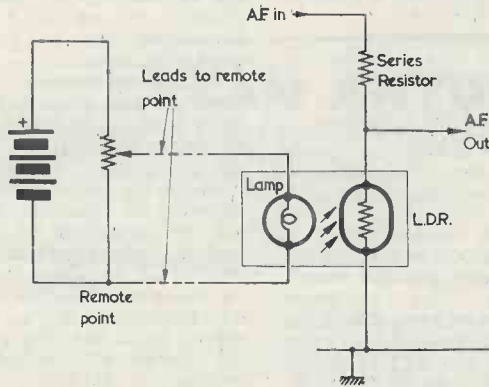 A.F in
Series
Resistor
Leads to remote
point
A.F.
Out
+
Lamp
L.D.R.
Remote
point